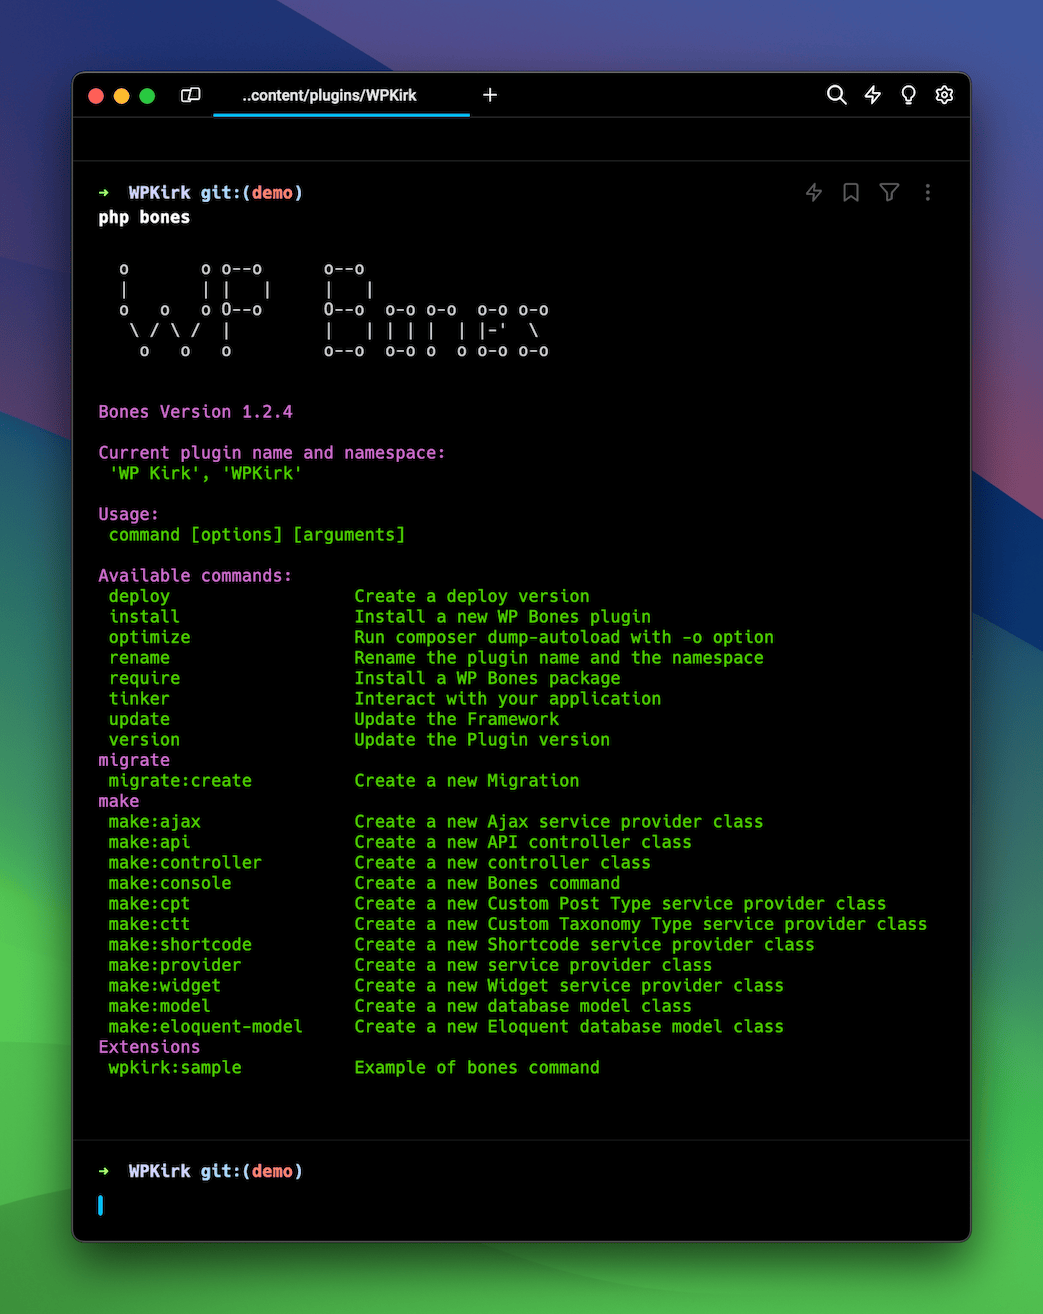 ..content/plugins/WPKirk
➜ WPKirk git:(demo)
php bones
  o       o o--o      o--o
  |       | |   |     |   |
  o   o   o O--o      O--o  o-o o-o  o-o o-o
   \ / \ /  |         |   | | | |  | |-'  \
    o   o   o         o--o  o-o o  o o-o o-o
Bones Version 1.2.4
Current plugin name and namespace:
'WP Kirk', 'WPKirk'
Usage:
command [options] [arguments]
Available commands:
deploy Create a deploy version
install Install a new WP Bones plugin
optimize Run composer dump-autoload with -o option
rename Rename the plugin name and the namespace
require Install a WP Bones package
tinker Interact with your application
update Update the Framework
version Update the Plugin version
migrate
migrate:create Create a new Migration
make
make:ajax Create a new Ajax service provider class
make:api Create a new API controller class
make:controller Create a new controller class
make:console Create a new Bones command
make:cpt Create a new Custom Post Type service provider class
make:ctt Create a new Custom Taxonomy Type service provider class
make:shortcode Create a new Shortcode service provider class
make:provider Create a new service provider class
make:widget Create a new Widget service provider class
make:model Create a new database model class
make:eloquent-model Create a new Eloquent database model class
Extensions
wpkirk:sample Example of bones command
➜ WPKirk git:(demo)